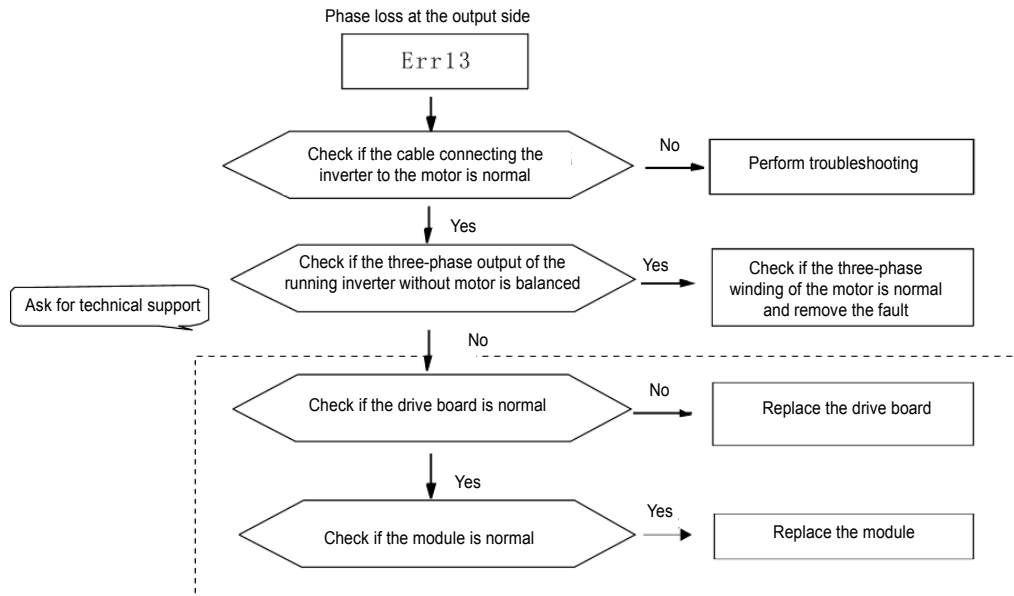 Phase loss at the output side
Err13
Check if the cable connecting the
inverter to the motor is normal
No
Perform troubleshooting
Yes
Check if the three-phase output of the
running inverter without motor is balanced
Yes
Check if the three-phase
winding of the motor is normal
and remove the fault
Ask for technical support
No
Check if the drive board is normal
No
Replace the drive board
Yes
Check if the module is normal
Yes
Replace the module